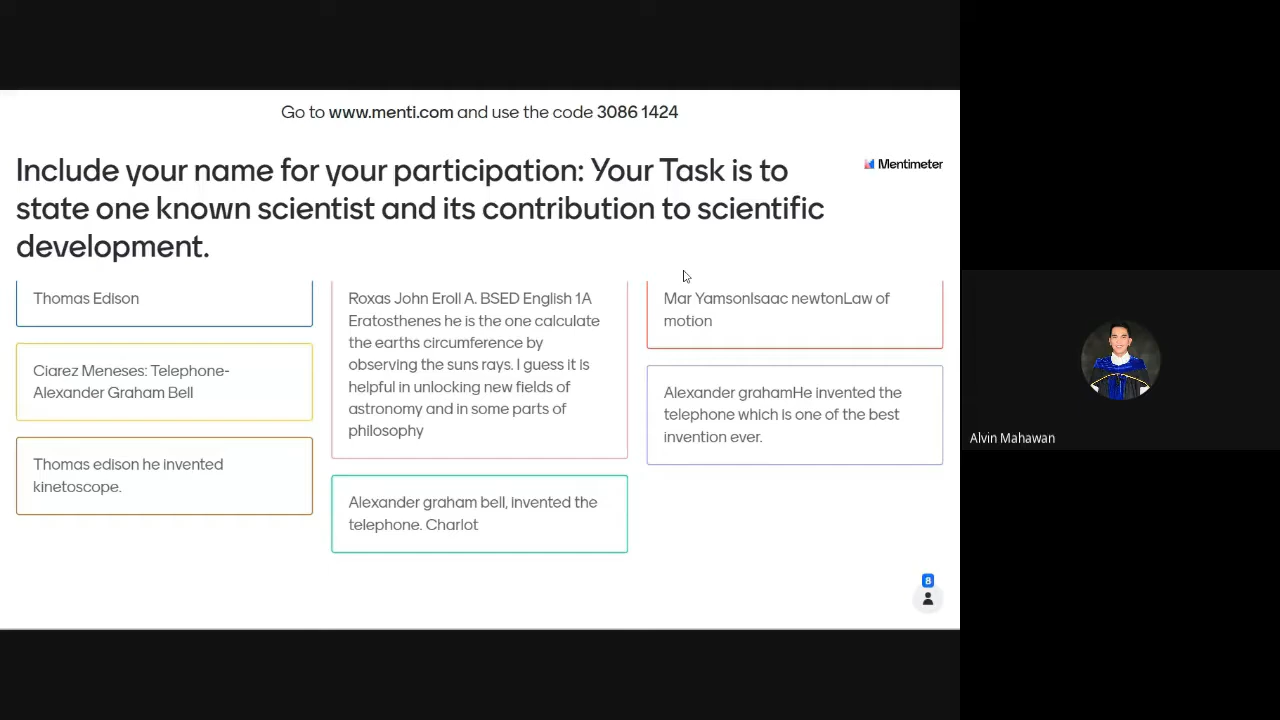 Go to www.menti.com and use the code 3086 1424
Include your name for your participation: Your Task is to
state one known scientist and its contribution to scientific
development.
Mentimeter
Thomas Edison
Ciarez Meneses: Telephone-
Alexander Graham Bell
Thomas edison he invented
kinetoscope.
Roxas John Eroll A. BSED English 1A
Eratosthenes he is the one calculate
the earths circumference by
observing the suns rays. I guess it is
helpful in unlocking new fields of
astronomy and in some parts of
philosophy
Alexander graham bell, invented the
telephone. Charlot
Mar YamsonIsaac newtonLaw of
motion
Alexander grahamHe invented the
telephone which is one of the best
invention ever.
8
Alvin Mahawan